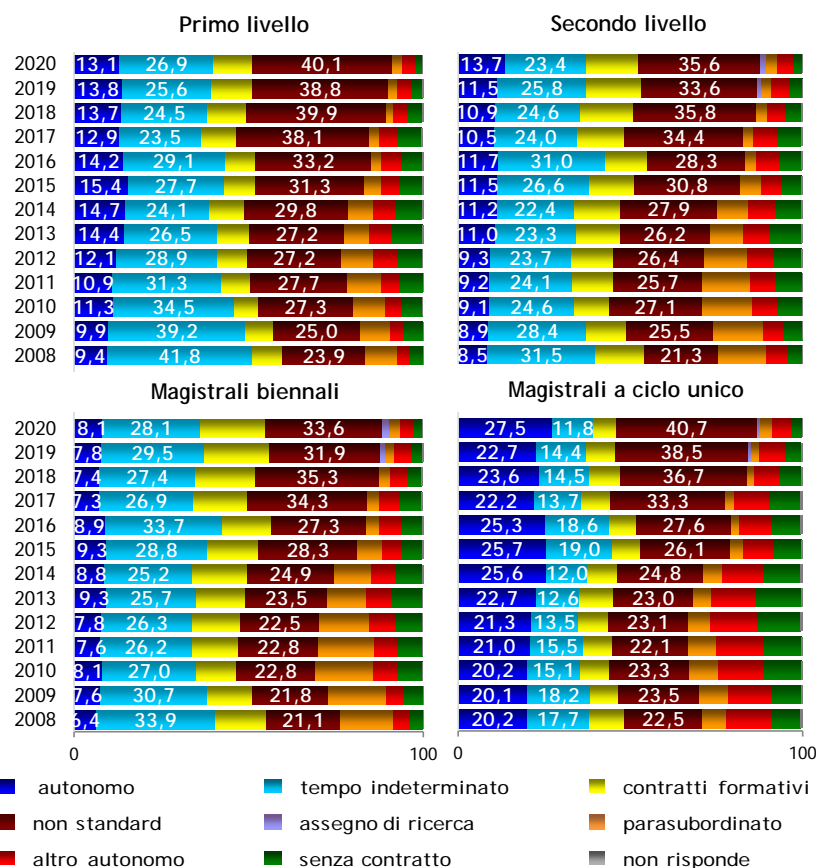 Primo livello
Secondo livello
2020 13,1 26,9 40,1 13,7 23,4 35,6
2019 13,8 25,6 38,8 11,5 25,8 33,6
2018 13,7 24,5 39,9 10,9 24,6 35,8
2017 12,9 23,5 38,1 10,5 24,0 34,4
2016 14,2 29,1 33,2 11,7 31,0 28,3
2015 15,4 27,7 31,3 11,5 26,6 30,8
2014 14,7 24,1 29,8 11,2 22,4 27,9
2013 14,4 26,5 27,2 11,0 23,3 26,2
2012 12,1 28,9 27,2 9,3 23,7 26,4
2011 10,9 31,3 27,7 9,2 24,1 25,7
2010 11,3 34,5 27,3 9,1 24,6 27,1
2009 9,9 39,2 25,0 8,9 28,4 25,5
2008 9,4 41,8 23,9 8,5 31,5 21,3
Magistrali biennali
Magistrali a ciclo unico
2020 8,1 28,1 33,6 27,5 11,8 40,7
2019 7,8 29,5 31,9 22,7 14,4 38,5
2018 7,4 27,4 35,3 23,6 14,5 36,7
2017 7,3 26,9 34,3 22,2 13,7 33,3
2016 8,9 33,7 27,3 25,3 18,6 27,6
2015 9,3 28,8 28,3 25,7 19,0 26,1
2014 8,8 25,2 24,9 25,6 12,0 24,8
2013 9,3 25,7 23,5 22,7 12,6 23,0
2012 7,8 26,3 22,5 21,3 13,5 23,1
2011 7,6 26,2 22,8 21,0 15,5 22,1
2010 8,1 27,0 22,8 20,2 15,1 23,3
2009 7,6 30,7 21,8 20,1 18,2 23,5
2008 6,4 33,9 21,1 20,2 17,7 22,5
0 100 0 100
autonomo tempo indeterminato contratti formativi
non standard assegno di ricerca parasubordinato
altro autonomo senza contratto non risponde